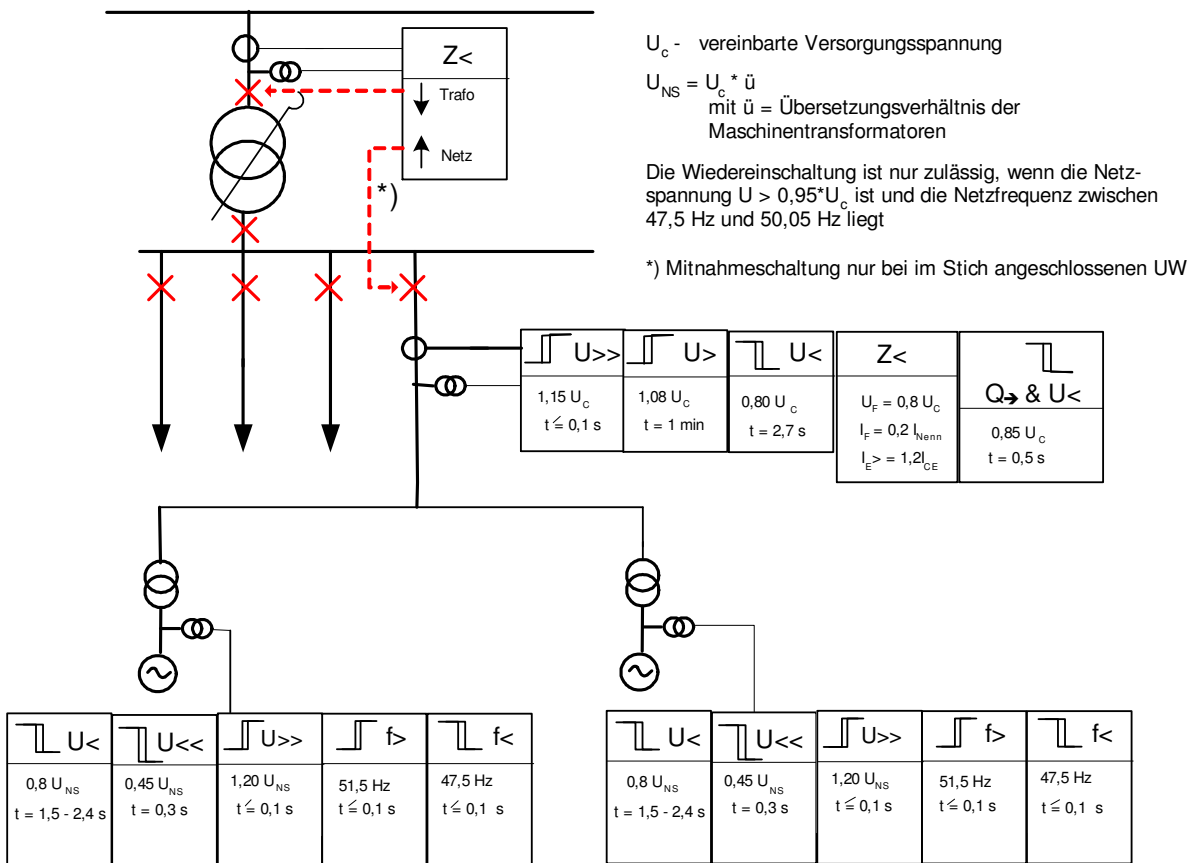 Z<
Trafo
Netz
*)
U_c - vereinbarte Versorgungsspannung
U_NS = U_c * ü
mit ü = Übersetzungsverhältnis der
Maschinentransformatoren
Die Wiedereinschaltung ist nur zulässig, wenn die Netz-
spannung U > 0,95*U_c ist und die Netzfrequenz zwischen
47,5 Hz und 50,05 Hz liegt
*) Mitnahmeschaltung nur bei im Stich angeschlossenen UW
U>>
1,15 U_C
t ≦ 0,1 s
U>
1,08 U_C
t = 1 min
U<
0,80 U_C
t = 2,7 s
Z<
U_F = 0,8 U_C
I_F = 0,2 I_Nenn
I_E> = 1,2I_CE
Q→ & U<
0,85 U_C
t = 0,5 s
U<
0,8 U_NS
t = 1,5 - 2,4 s
U<<
0,45 U_NS
t = 0,3 s
U>>
1,20 U_NS
t ≦ 0,1 s
f>
51,5 Hz
t ≦ 0,1 s
f<
47,5 Hz
t ≦ 0,1 s
U<
0,8 U_NS
t = 1,5 - 2,4 s
U<<
0,45 U_NS
t = 0,3 s
U>>
1,20 U_NS
t ≦ 0,1 s
f>
51,5 Hz
t ≦ 0,1 s
f<
47,5 Hz
t ≦ 0,1 s